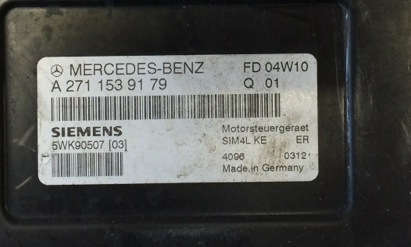 MERCEDES-BENZ FD 04W10
A 271 153 91 79 Q 01
SIEMENS Motorsteuergeraet
5WK90507 [03] SIM4L KE ER
4096 0312
Made in Germany